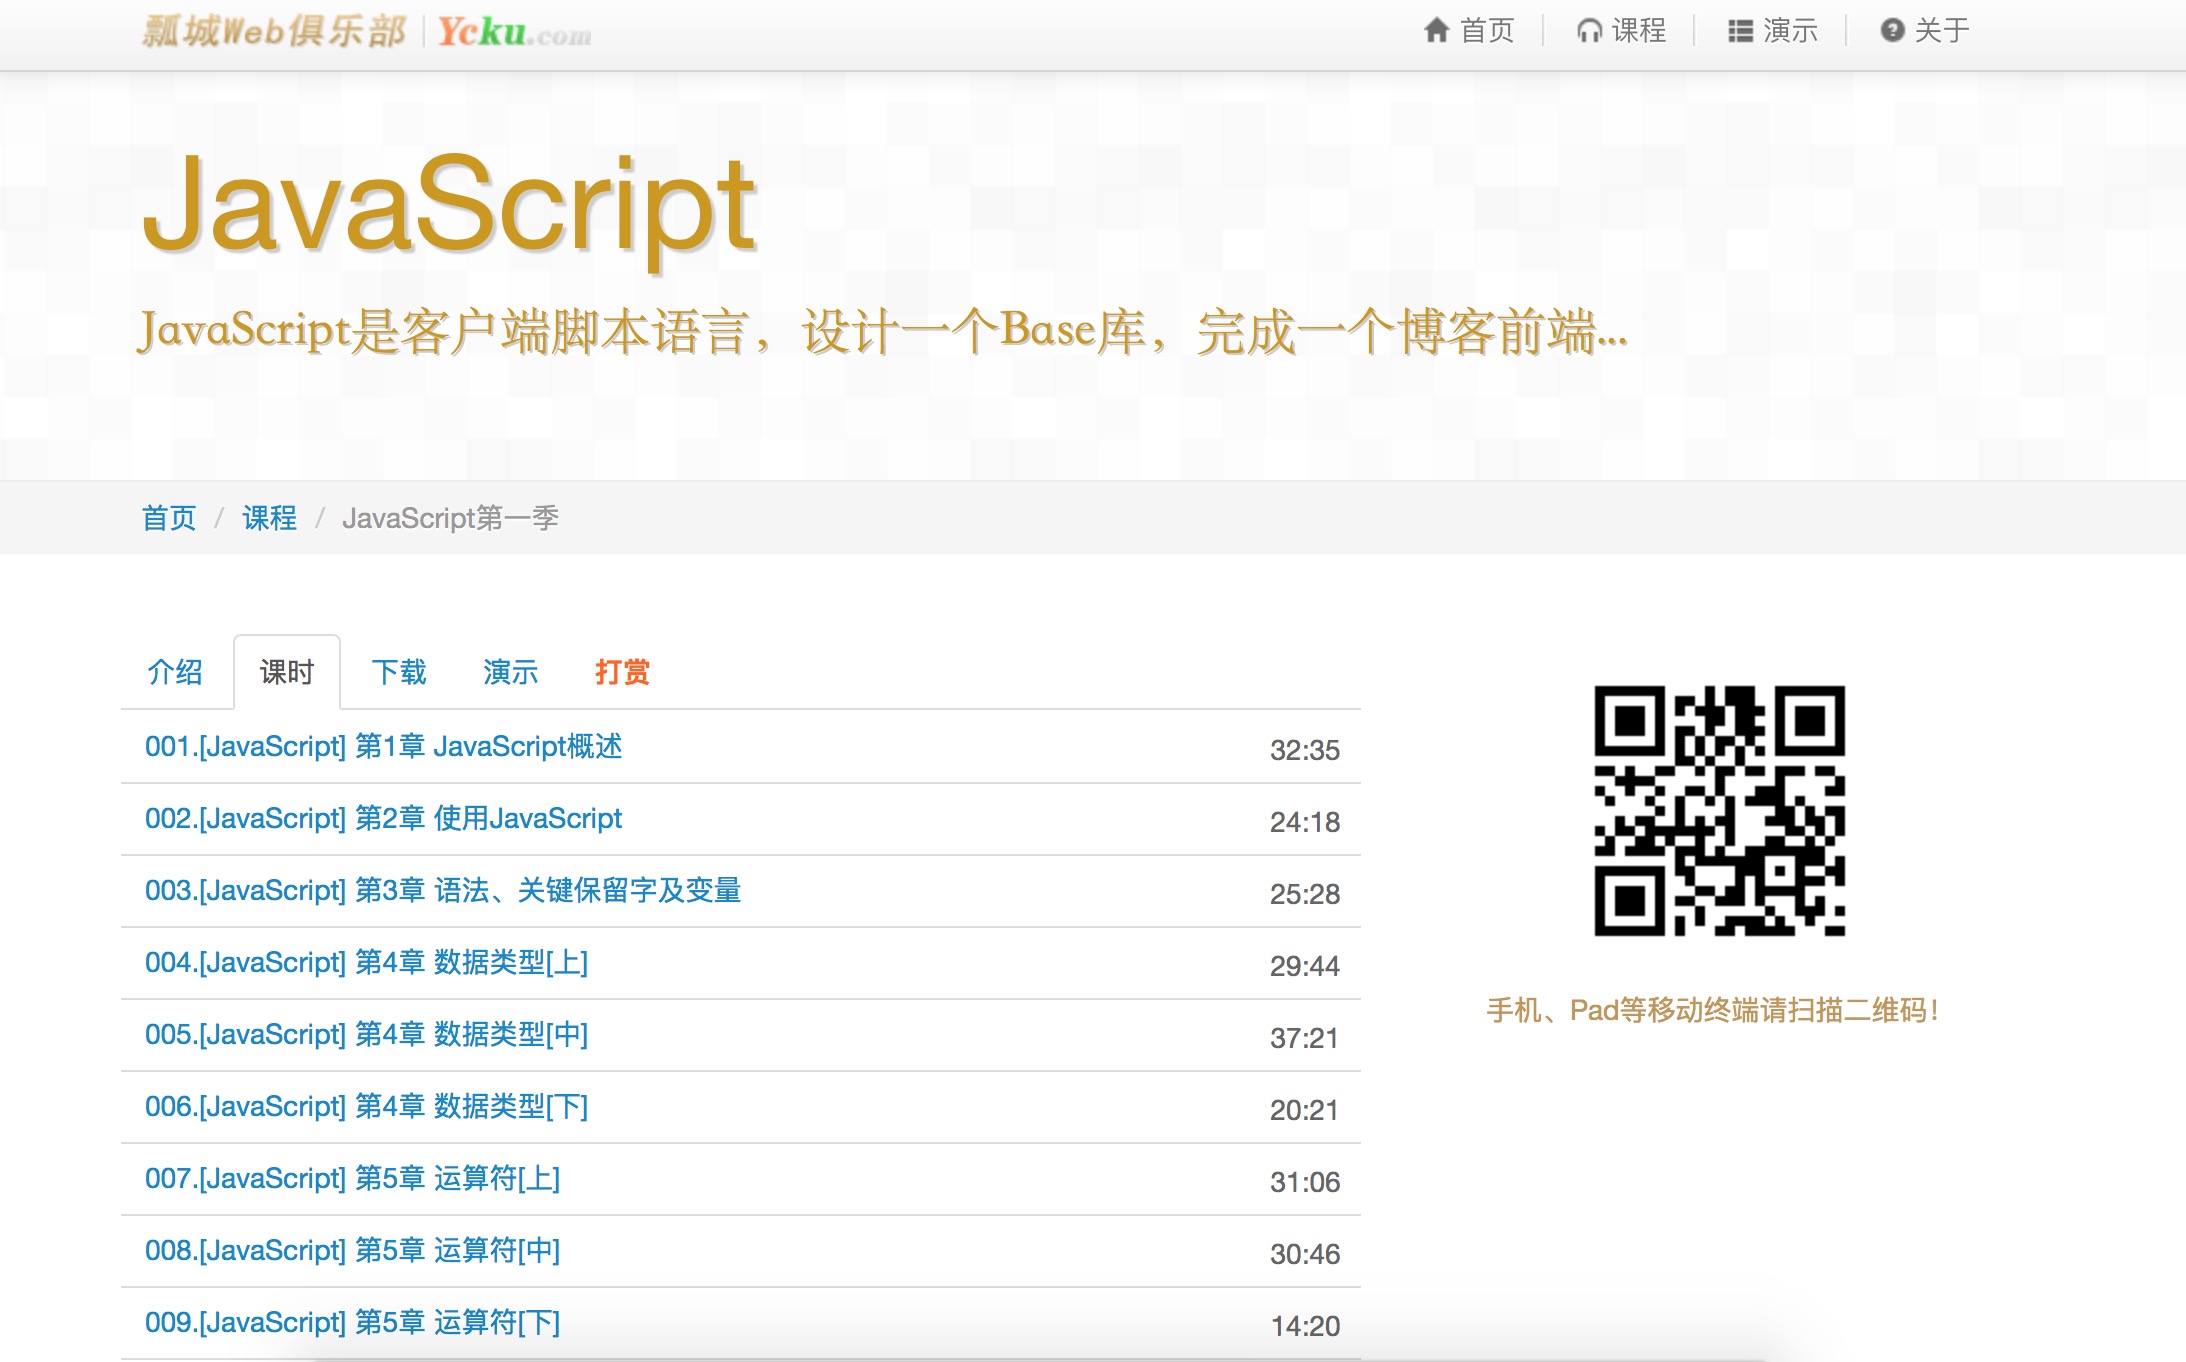 瓢城Web俱乐部 | Ycku.com
首页 课程 演示 关于
JavaScript
JavaScript是客户端脚本语言，设计一个Base库，完成一个博客前端...
首页 / 课程 / JavaScript第一季
介绍 课时 下载 演示 打赏
001.[JavaScript] 第1章 JavaScript概述 32:35
002.[JavaScript] 第2章 使用JavaScript 24:18
003.[JavaScript] 第3章 语法、关键保留字及变量 25:28
004.[JavaScript] 第4章 数据类型[上] 29:44
005.[JavaScript] 第4章 数据类型[中] 37:21
006.[JavaScript] 第4章 数据类型[下] 20:21
007.[JavaScript] 第5章 运算符[上] 31:06
008.[JavaScript] 第5章 运算符[中] 30:46
009.[JavaScript] 第5章 运算符[下] 14:20
手机、Pad等移动终端请扫描二维码！